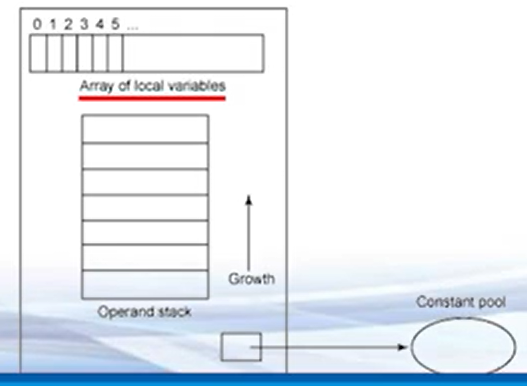 0 1 2 3 4 5 ...
Array of local variables
Growth
Operand stack
Constant pool